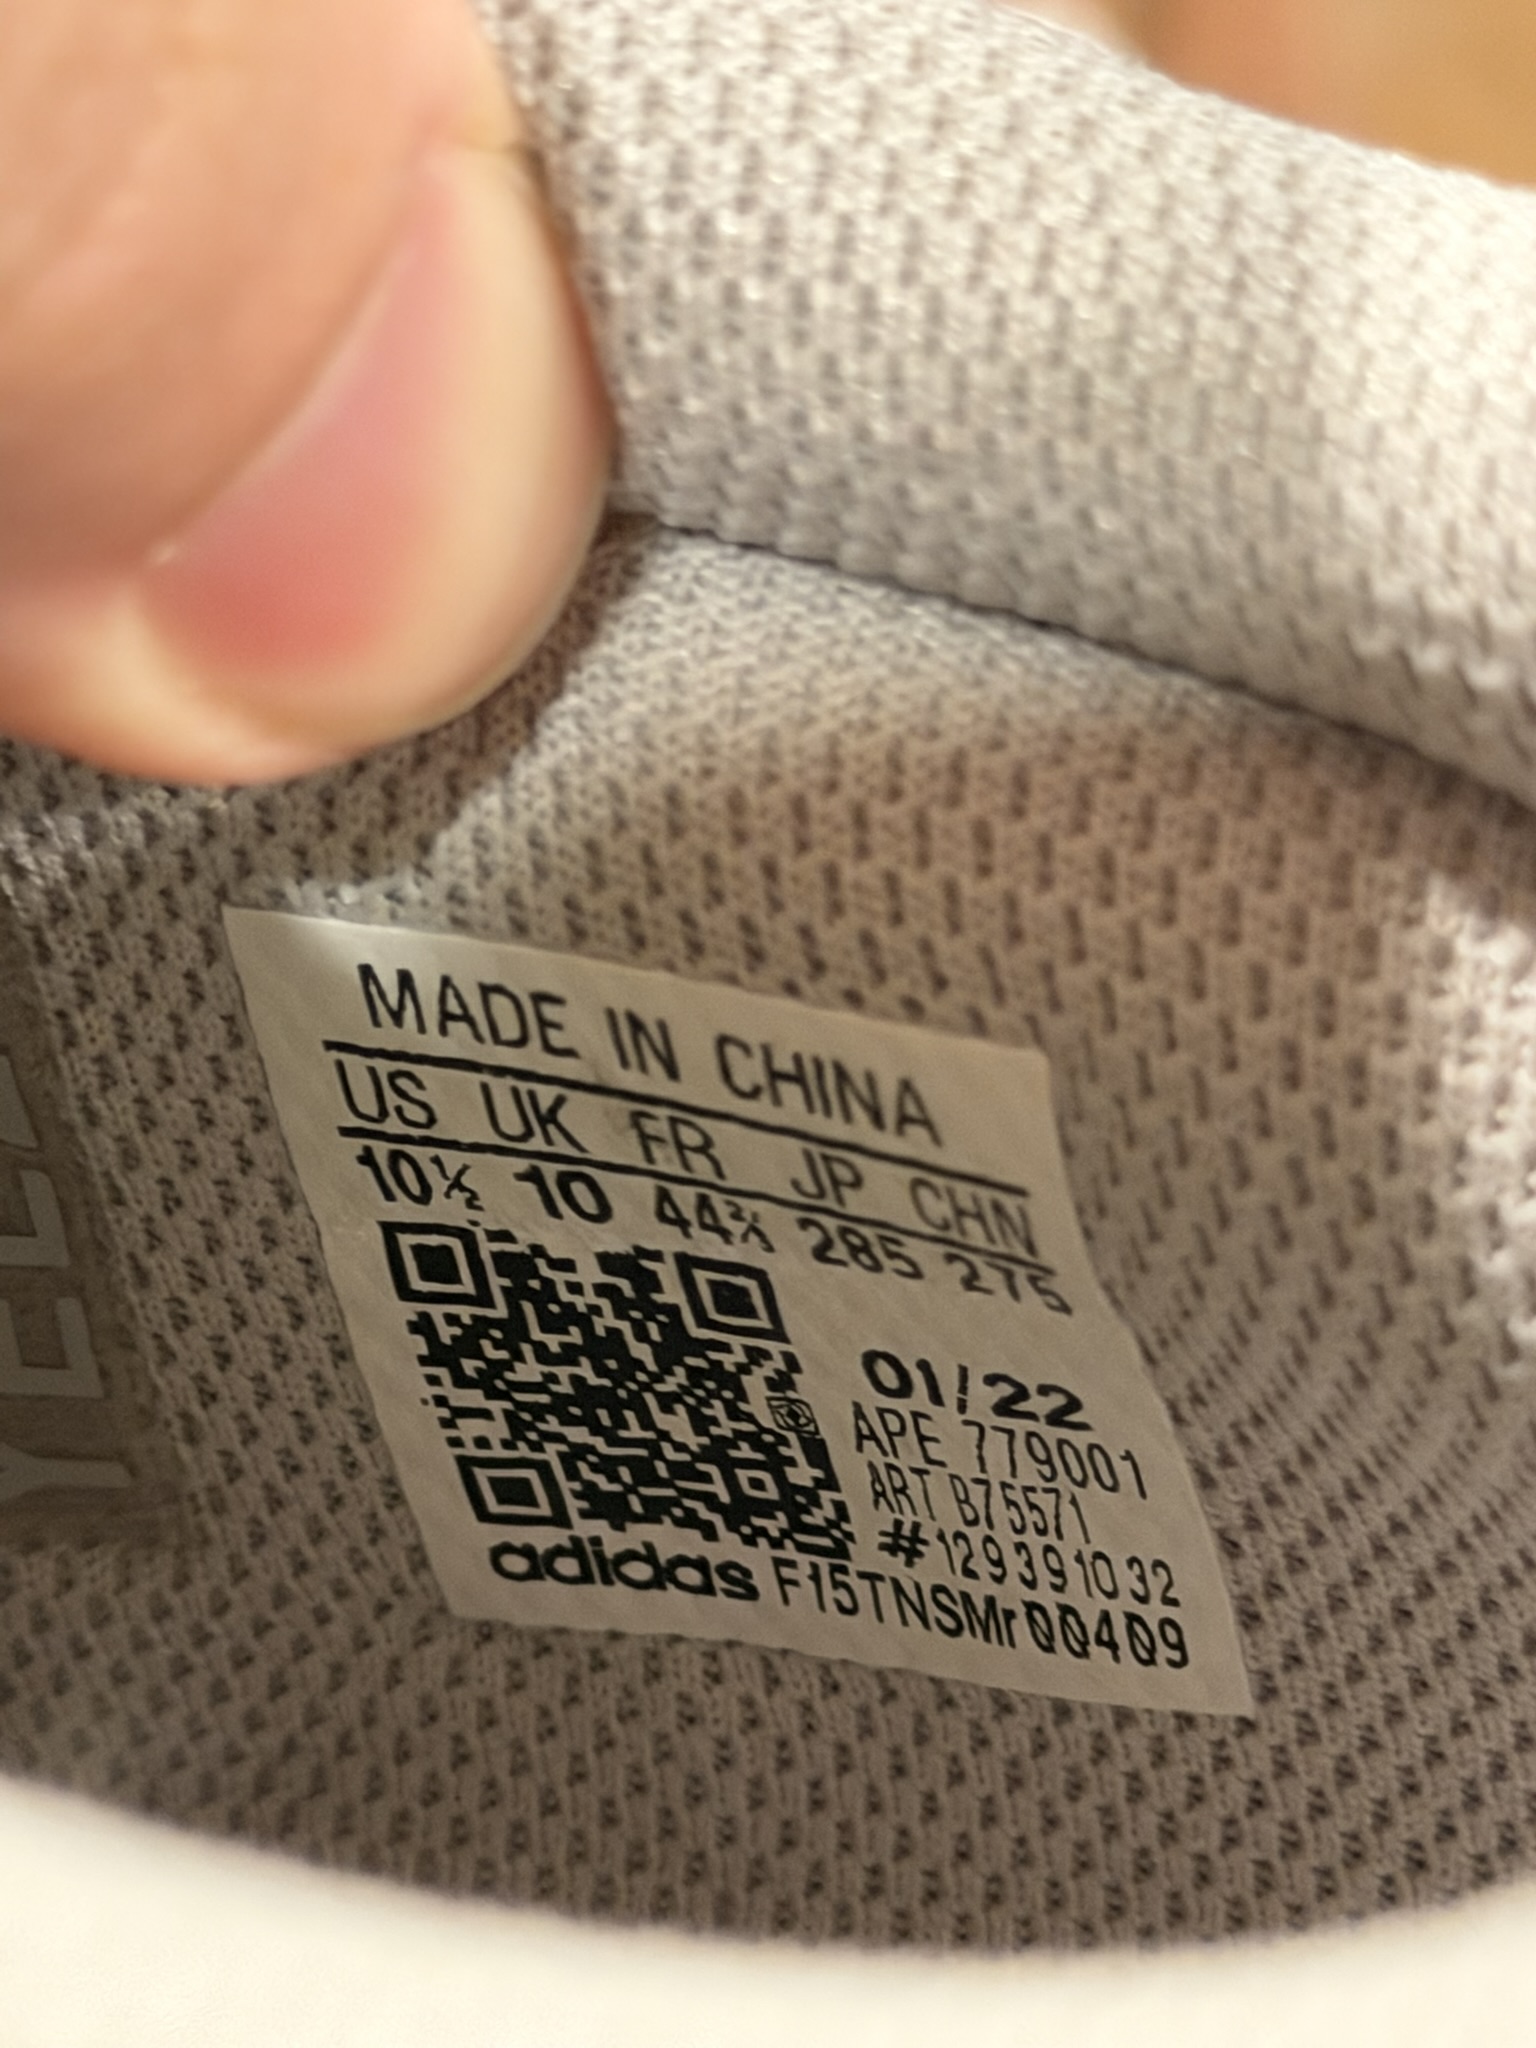 MADE IN CHINA
US UK FR JP CHN
10½ 10 44⅔ 285 275
01/22
APE 779001
ART B75571
#129391032
adidas F15TNSMr00409